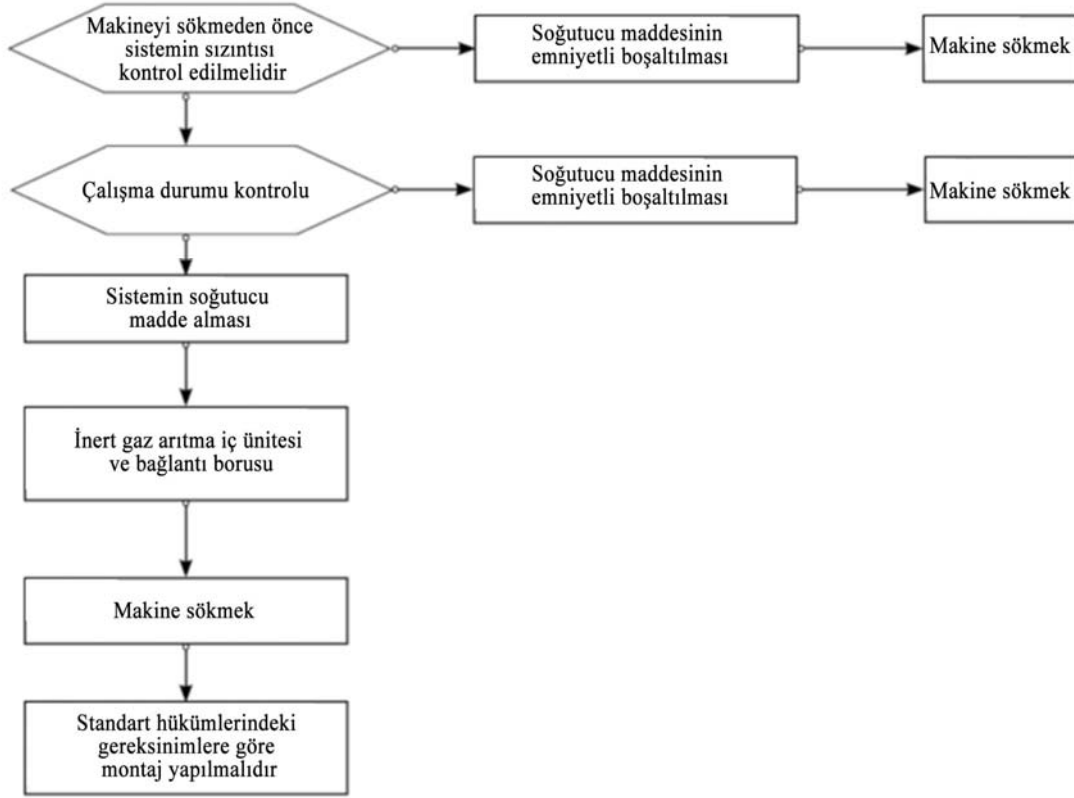 Makineyi sökmeden önce
sistemin sızıntısı
kontrol edilmelidir
Soğutucu maddesinin
emniyetli boşaltılması
Makine sökmek
Çalışma durumu kontrolu
Soğutucu maddesinin
emniyetli boşaltılması
Makine sökmek
Sistemin soğutucu
madde alması
İnert gaz arıtma iç ünitesi
ve bağlantı borusu
Makine sökmek
Standart hükümlerindeki
gereksinimlere göre
montaj yapılmalıdır